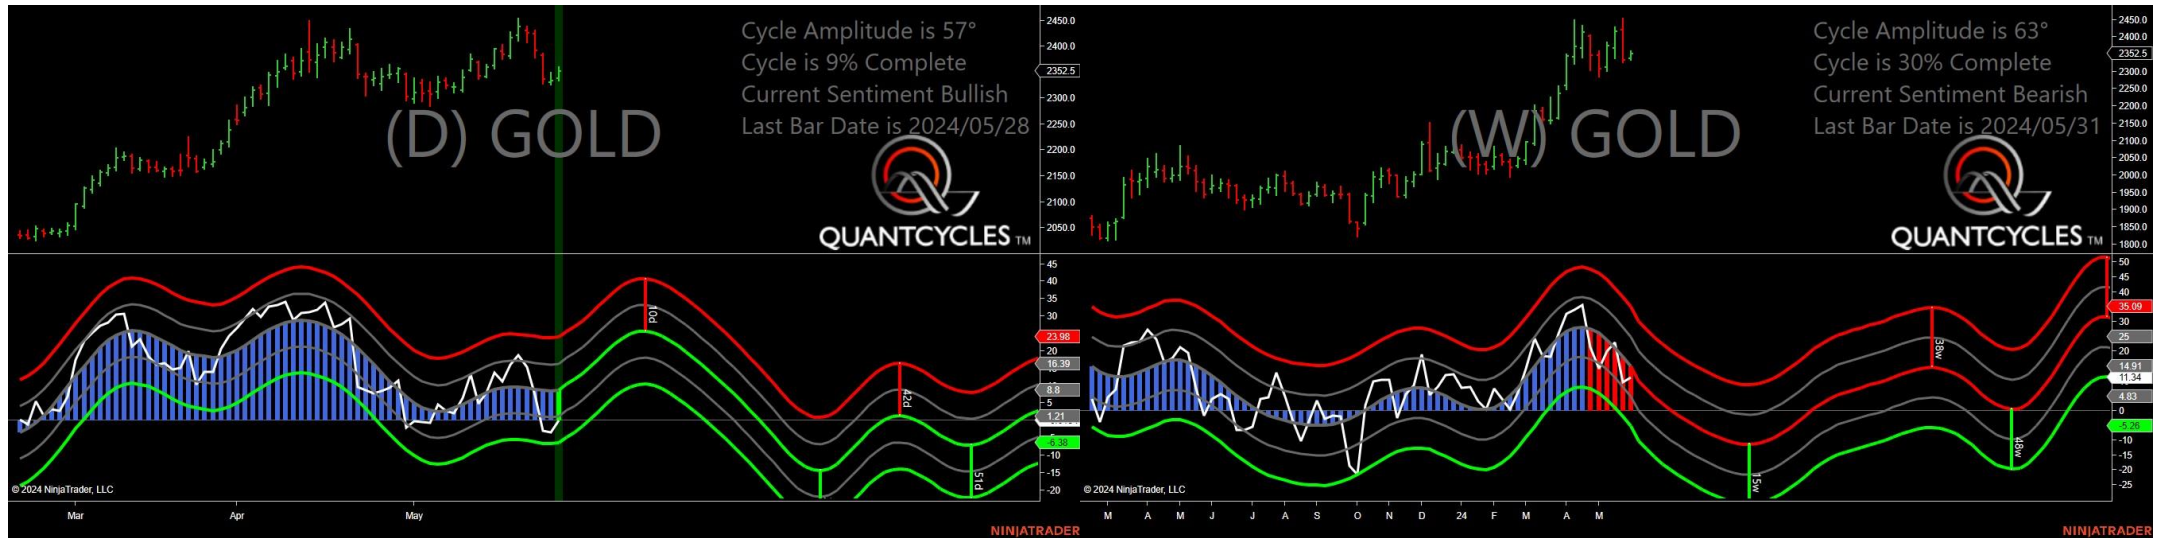 Cycle Amplitude is 57°
Cycle is 9% Complete
Current Sentiment Bullish
Last Bar Date is 2024/05/28
(D) GOLD
QUANTCYCLES TM
2450.0
2400.0
2352.5
2300.0
2250.0
2200.0
2150.0
2100.0
2050.0
45
40
35
30
23.98
20
16.39
8.8
5
1.21
-6.38
-10
-15
-20
10d
42d
51d
© 2024 NinjaTrader, LLC
Mar
Apr
May
NINJATRADER
Cycle Amplitude is 63°
Cycle is 30% Complete
Current Sentiment Bearish
Last Bar Date is 2024/05/31
(W) GOLD
QUANTCYCLES TM
2450.0
2400.0
2352.5
2300.0
2250.0
2200.0
2150.0
2100.0
2050.0
2000.0
1950.0
1900.0
1850.0
1800.0
50
40
35.09
30
25
20
14.91
11.34
4.83
0
-5.26
-10
-15
-20
-25
15w
38w
48w
© 2024 NinjaTrader, LLC
M A M J J A S O N D 24 F M A M
NINJATRADER